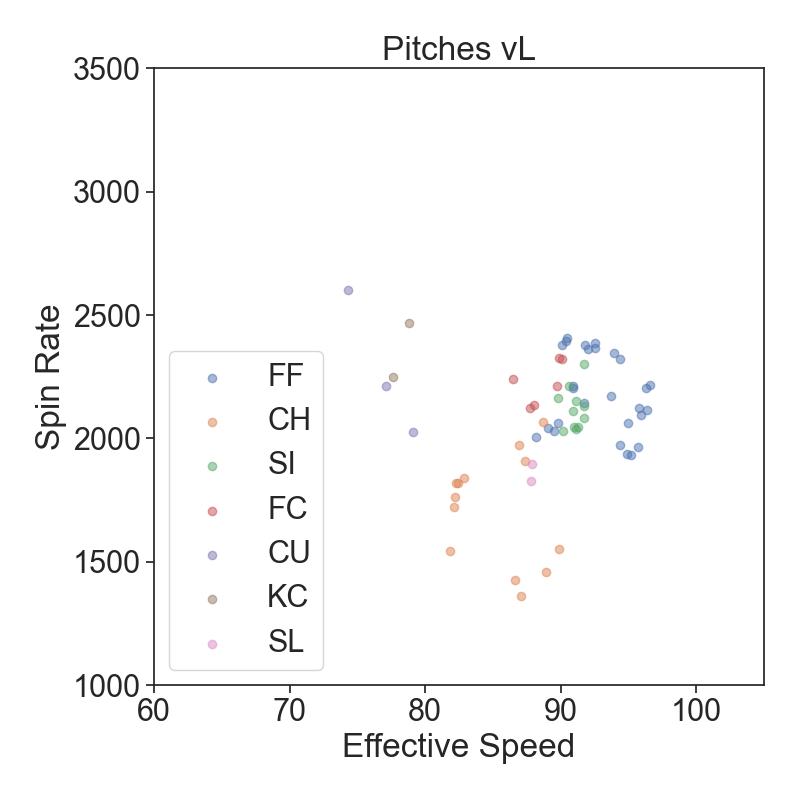 Pitches vL
3500
3000
2500
2000
1500
1000
Spin Rate
FF
CH
SI
FC
CU
KC
SL
60 70 80 90 100
Effective Speed